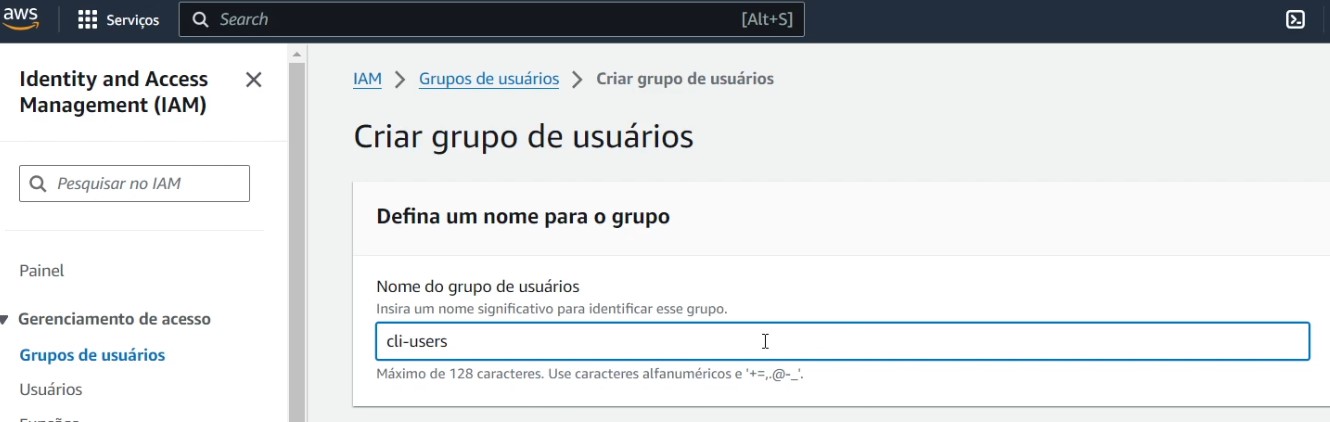 aws
Serviços
Search
[Alt+S]
Identity and Access
Management (IAM)
Pesquisar no IAM
Painel
Gerenciamento de acesso
Grupos de usuários
Usuários
IAM > Grupos de usuários > Criar grupo de usuários
Criar grupo de usuários
Defina um nome para o grupo
Nome do grupo de usuários
Insira um nome significativo para identificar esse grupo.
cli-users
Máximo de 128 caracteres. Use caracteres alfanuméricos e '+=,.@-_'.